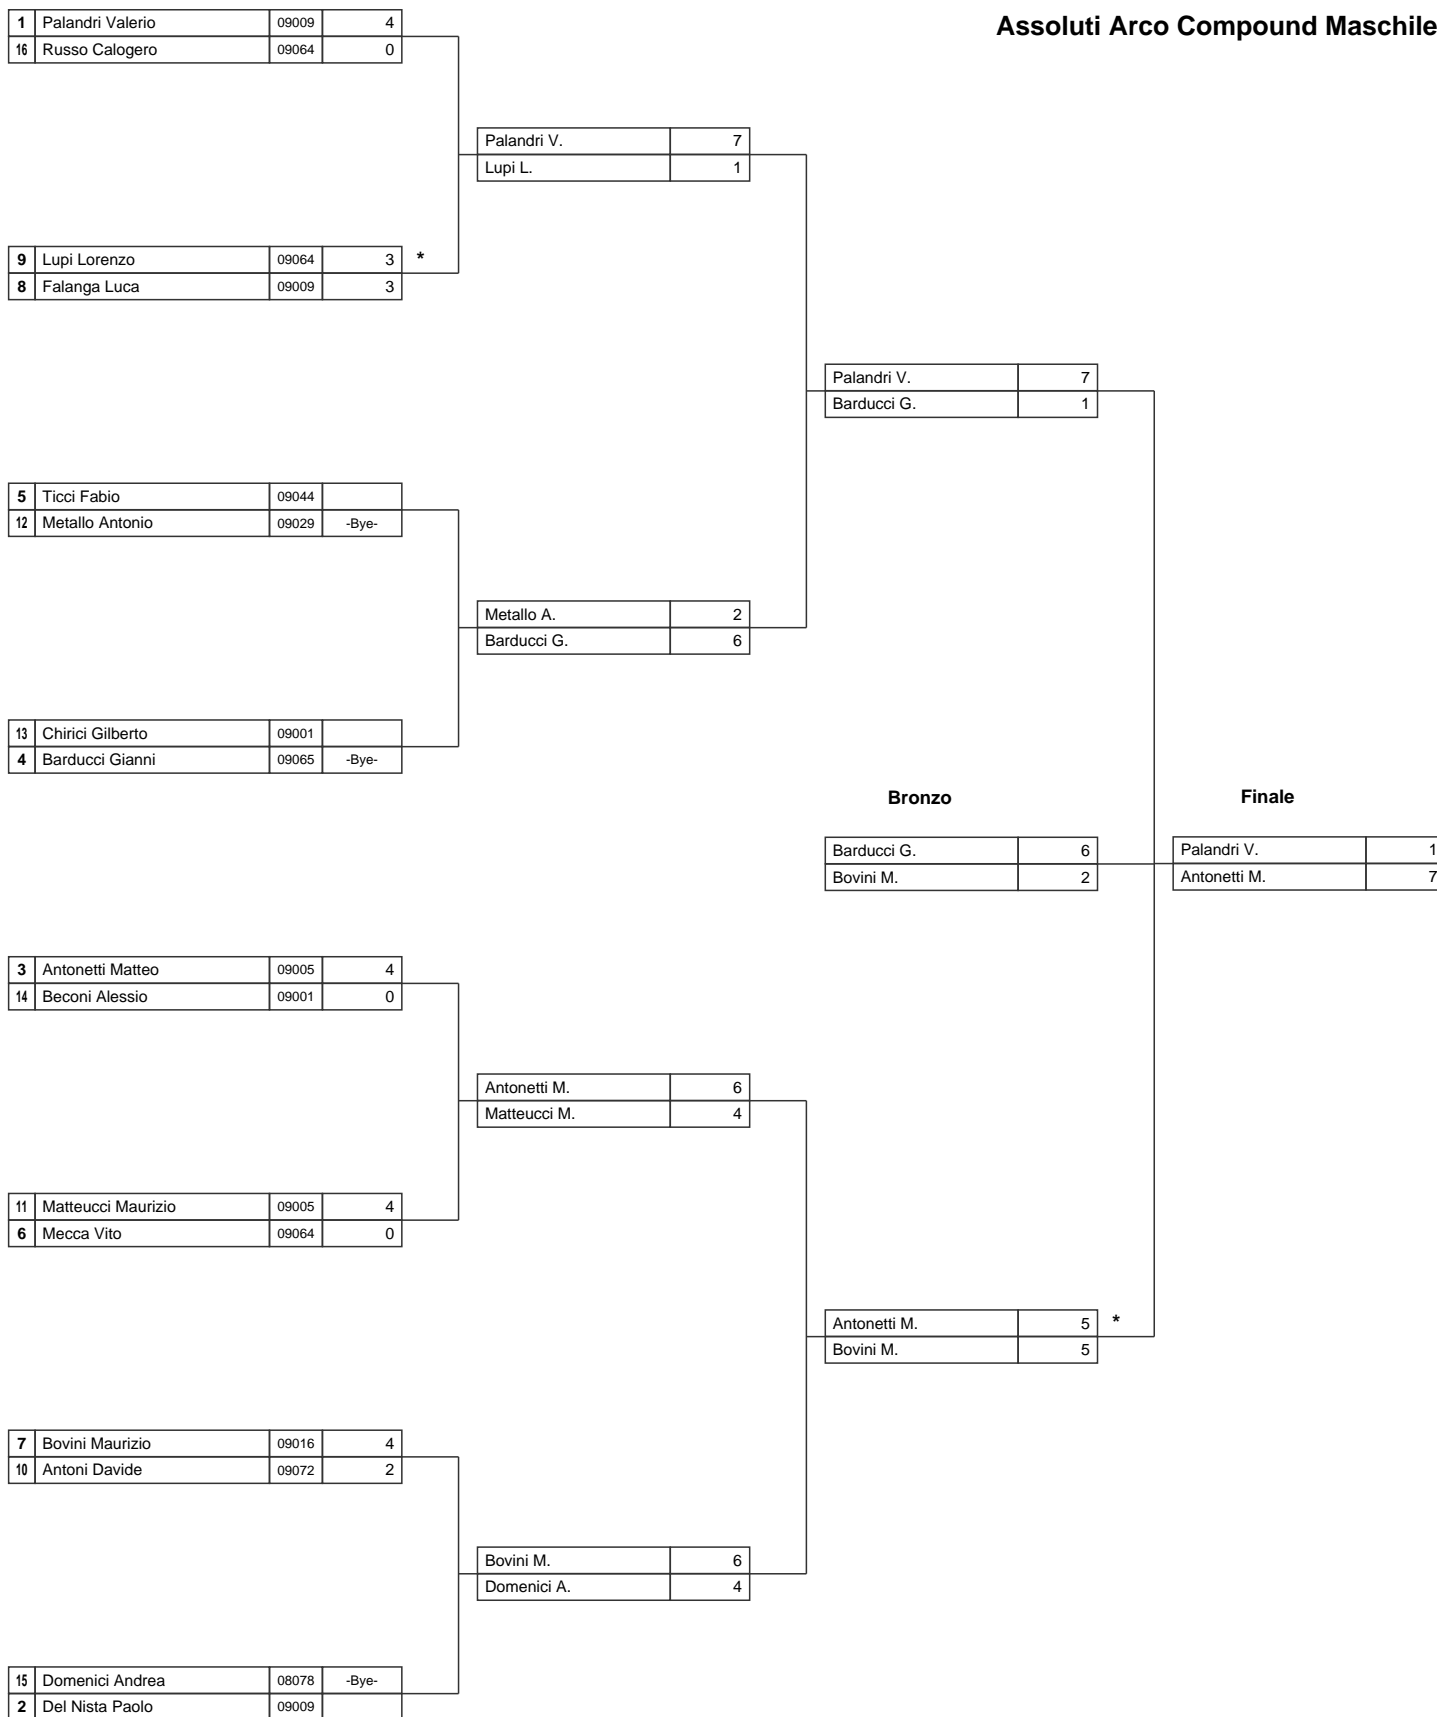 Assoluti Arco Compound Maschile
1 Palandri Valerio 09009 4
16 Russo Calogero 09064 0
Palandri V. 7
Lupi L. 1
9 Lupi Lorenzo 09064 3 *
8 Falanga Luca 09009 3
Palandri V. 7
Barducci G. 1
5 Ticci Fabio 09044
12 Metallo Antonio 09029 -Bye-
Metallo A. 2
Barducci G. 6
13 Chirici Gilberto 09001
4 Barducci Gianni 09065 -Bye-
Bronzo Finale
Barducci G. 6 Palandri V. 1
Bovini M. 2 Antonetti M. 7
3 Antonetti Matteo 09005 4
14 Beconi Alessio 09001 0
Antonetti M. 6
Matteucci M. 4
11 Matteucci Maurizio 09005 4
6 Mecca Vito 09064 0
Antonetti M. 5 *
Bovini M. 5
7 Bovini Maurizio 09016 4
10 Antoni Davide 09072 2
Bovini M. 6
Domenici A. 4
15 Domenici Andrea 08078 -Bye-
2 Del Nista Paolo 09009